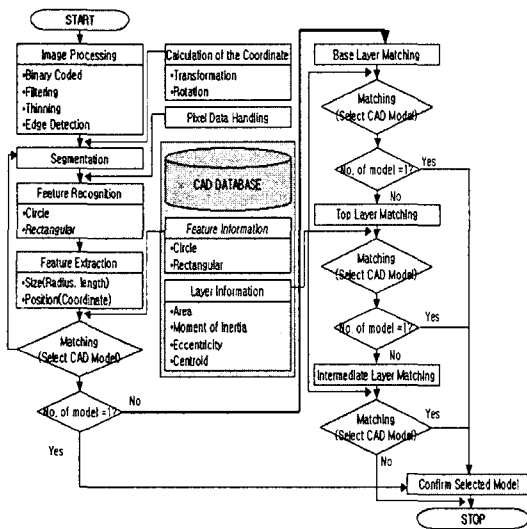 START
Image Processing
•Binary Coded
•Filtering
•Thinning
•Edge Detection
Segmentation
Feature Recognition
•Circle
•Rectangular
Feature Extraction
•Size(Radius, length)
•Position(Coordinate)
Matching
(Select CAD Model)
No. of model =1?
No
Yes
Calculation of the Coordinate
•Transformation
•Rotation
Pixel Data Handling
CAD DATABASE
Feature Information
•Circle
•Rectangular
Layer Information
•Area
•Moment of Inertia
•Eccentricity
•Centroid
Base Layer Matching
Matching
(Select CAD Model)
No. of model =1?
Yes
No
Top Layer Matching
Matching
(Select CAD Model)
No. of model =1?
Yes
No
Intermediate Layer Matching
Matching
(Select CAD Model)
Yes
No
Confirm Selected Model
STOP